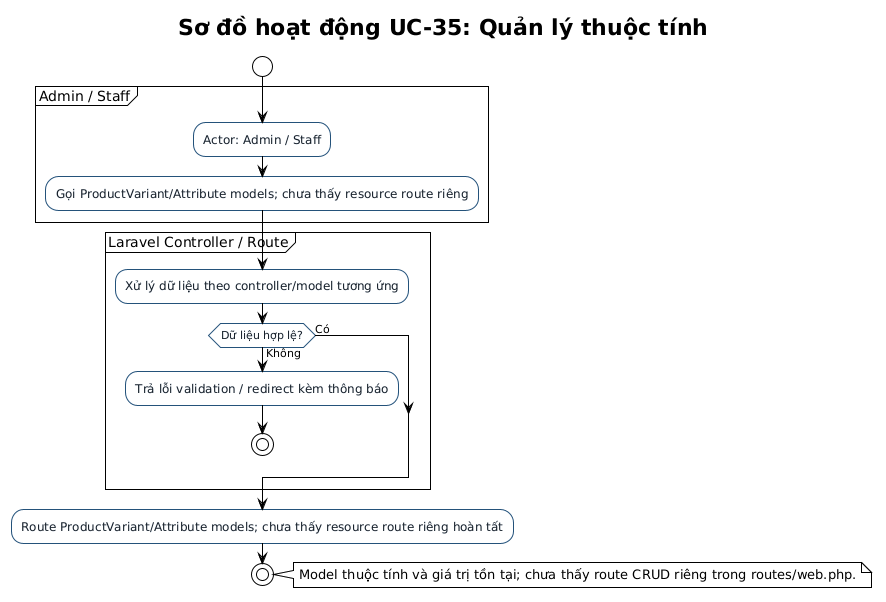 Sơ đồ hoạt động UC-35: Quản lý thuộc tính
Admin / Staff
Actor: Admin / Staff
Gọi ProductVariant/Attribute models; chưa thấy resource route riêng
Laravel Controller / Route
Xử lý dữ liệu theo controller/model tương ứng
Dữ liệu hợp lệ?
Có
Không
Trả lỗi validation / redirect kèm thông báo
Route ProductVariant/Attribute models; chưa thấy resource route riêng hoàn tất
Model thuộc tính và giá trị tồn tại; chưa thấy route CRUD riêng trong routes/web.php.